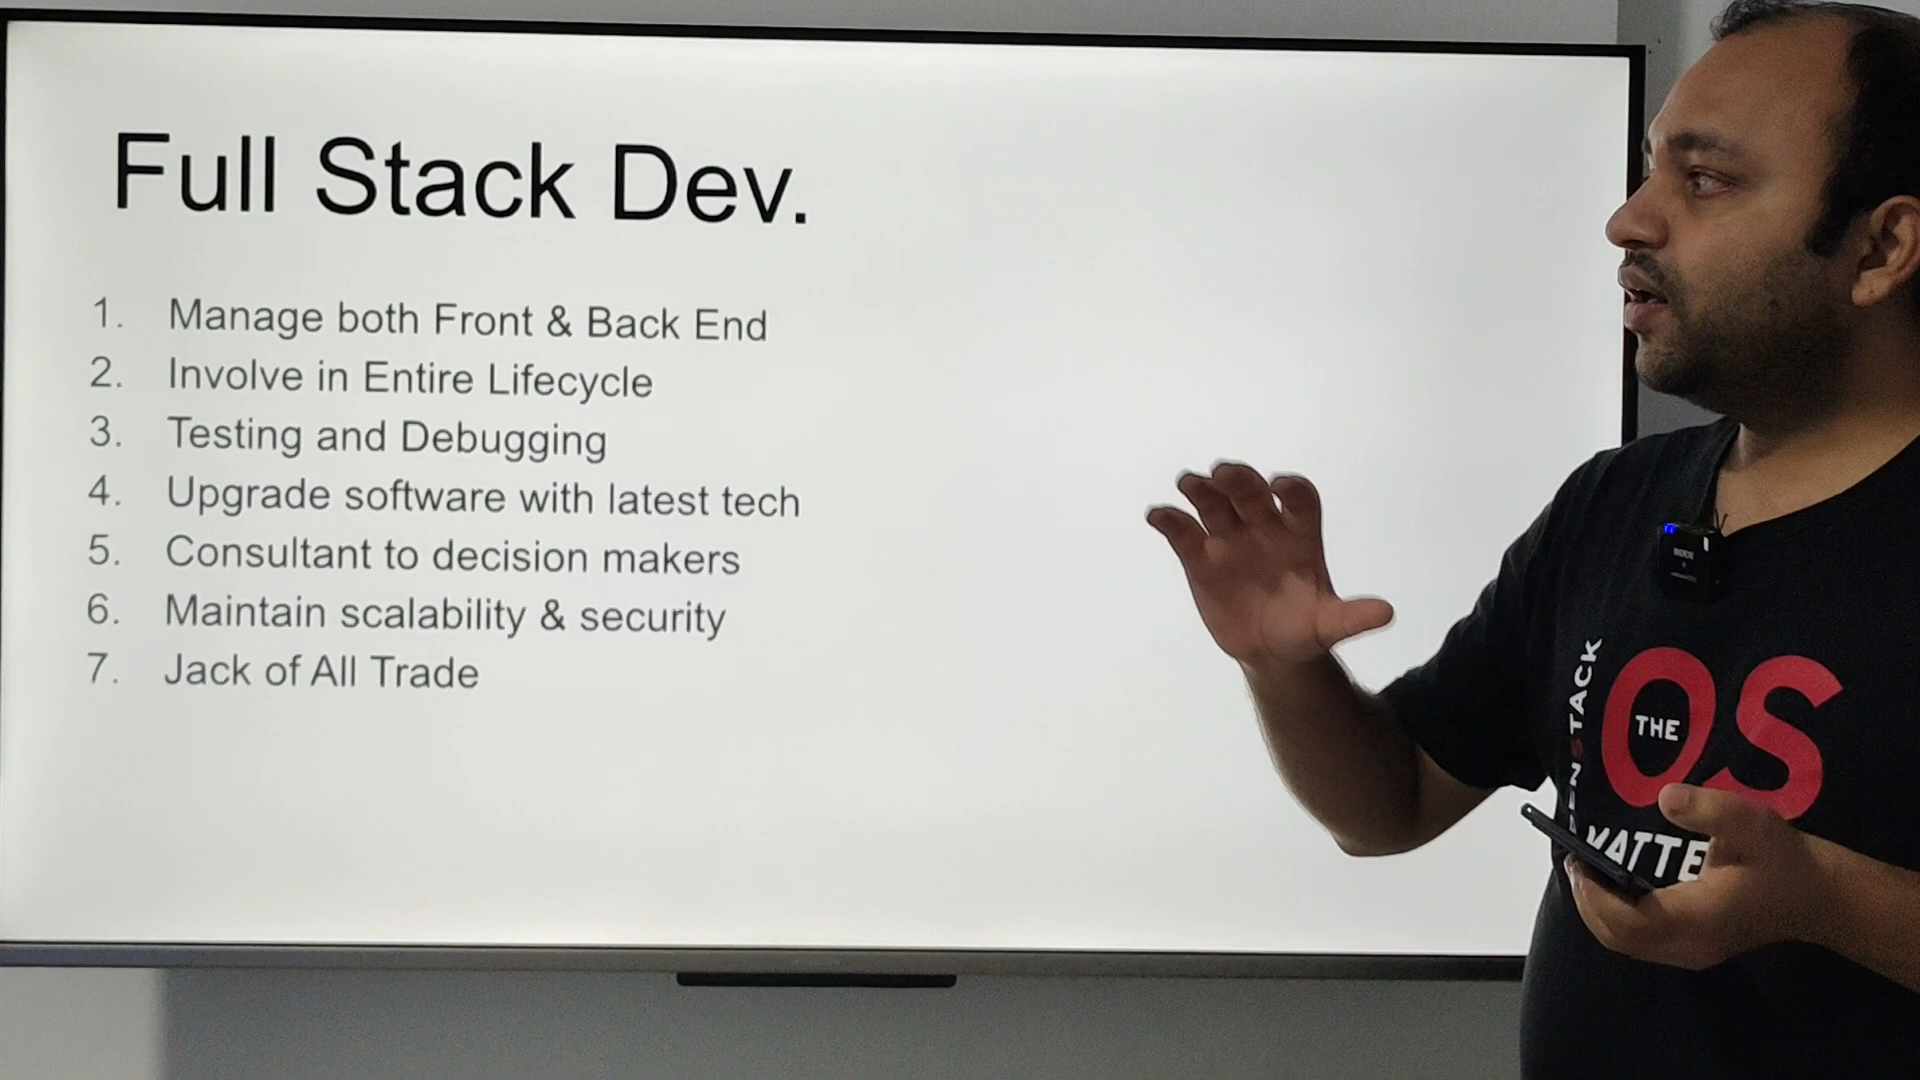 Full Stack Dev.
1. Manage both Front & Back End
2. Involve in Entire Lifecycle
3. Testing and Debugging
4. Upgrade software with latest tech
5. Consultant to decision makers
6. Maintain scalability & security
7. Jack of All Trade
THE
OS